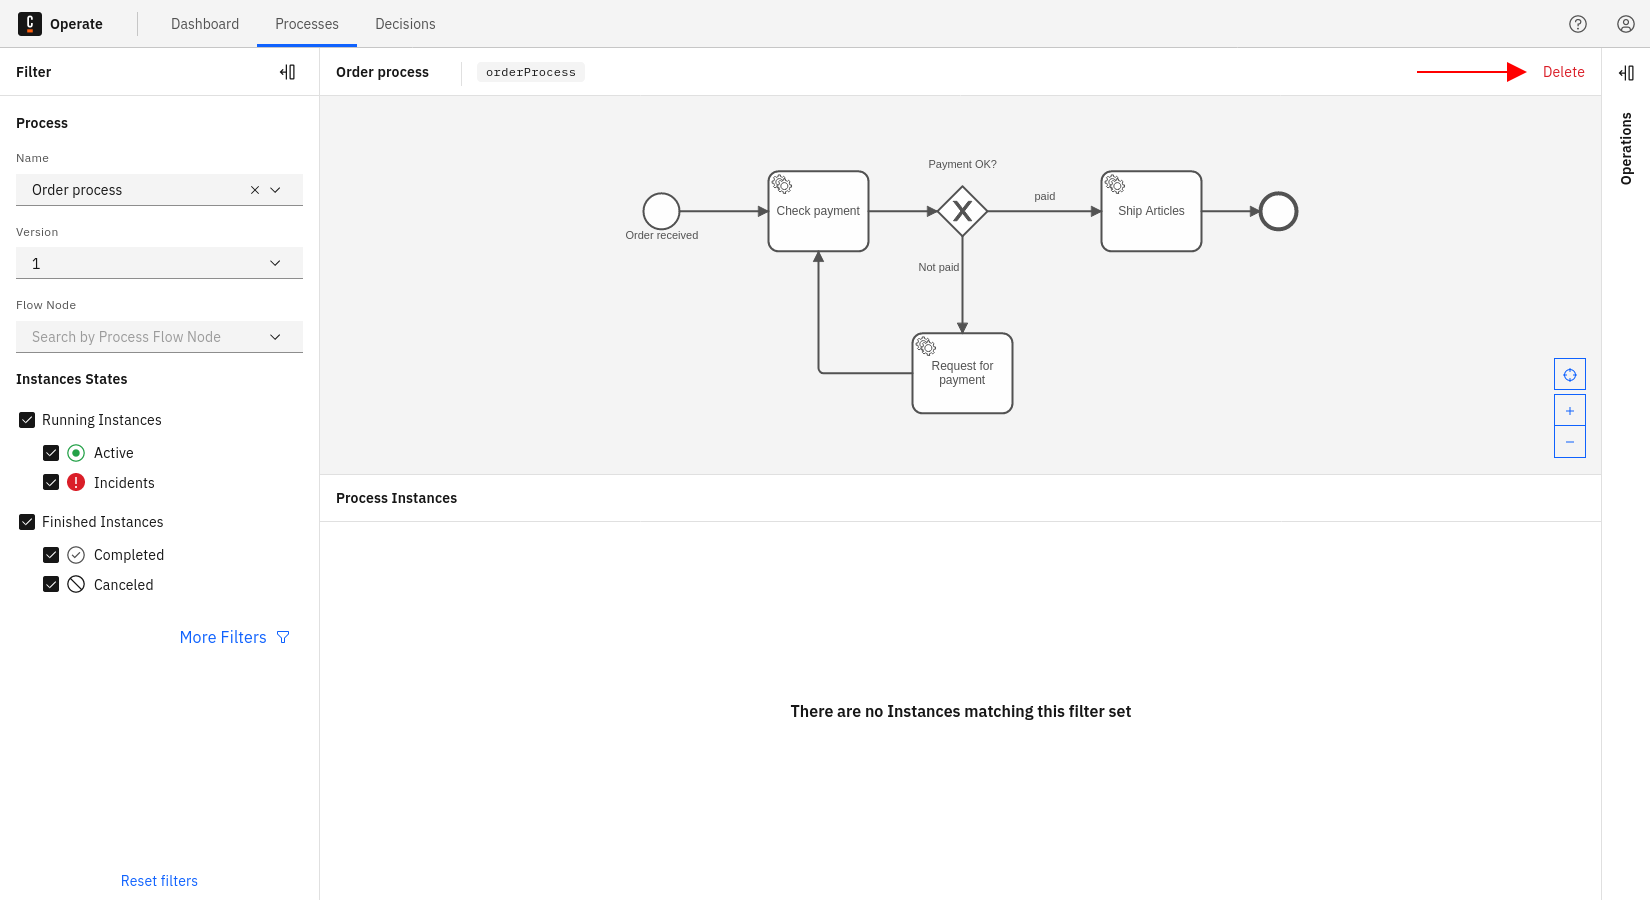 Operate
Dashboard
Processes
Decisions
Filter
Order process
orderProcess
Delete
Operations
Process
Name
Order process
Version
1
Flow Node
Search by Process Flow Node
Instances States
Running Instances
Active
Incidents
Finished Instances
Completed
Canceled
More Filters
Reset filters
Payment OK?
Check payment
paid
Ship Articles
Order received
Not paid
Request for
payment
Process Instances
There are no Instances matching this filter set